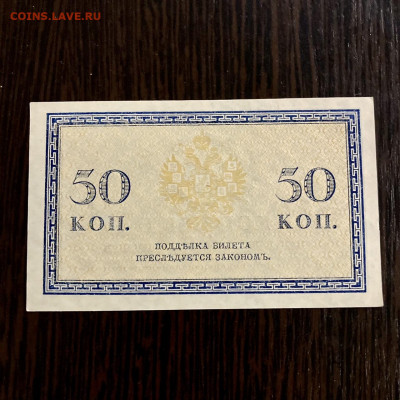 COINS.LAVE.RU
50 50
КОП. КОП.
ПОДДѢЛКА БИЛЕТА
ПРЕСЛѢДУЕТСЯ ЗАКОНОМЪ.